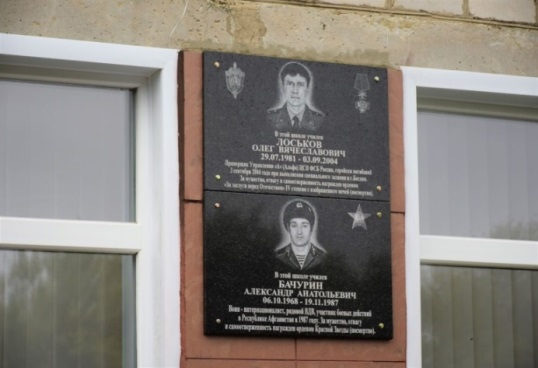 В этой школе учился
ЛОСЬКОВ
ОЛЕГ ВЯЧЕСЛАВОВИЧ
29.07.1981 - 03.09.2004
Прапорщик Управления «А» (Альфа) ЦСН ФСБ России, геройски погибший
3 сентября 2004 года при выполнении специального задания в г. Беслан.
За мужество, отвагу и самоотверженность награжден орденом
«За заслуги перед Отечеством» IV степени с изображением мечей (посмертно).
В этой школе учился
БАЧУРИН
АЛЕКСАНДР АНАТОЛЬЕВИЧ
06.10.1968 - 19.11.1987
Воин - интернационалист, рядовой ВДВ, участник боевых действий
в Республике Афганистан в 1987 году. За мужество, отвагу
и самоотверженность награжден орденом Красной Звезды (посмертно).